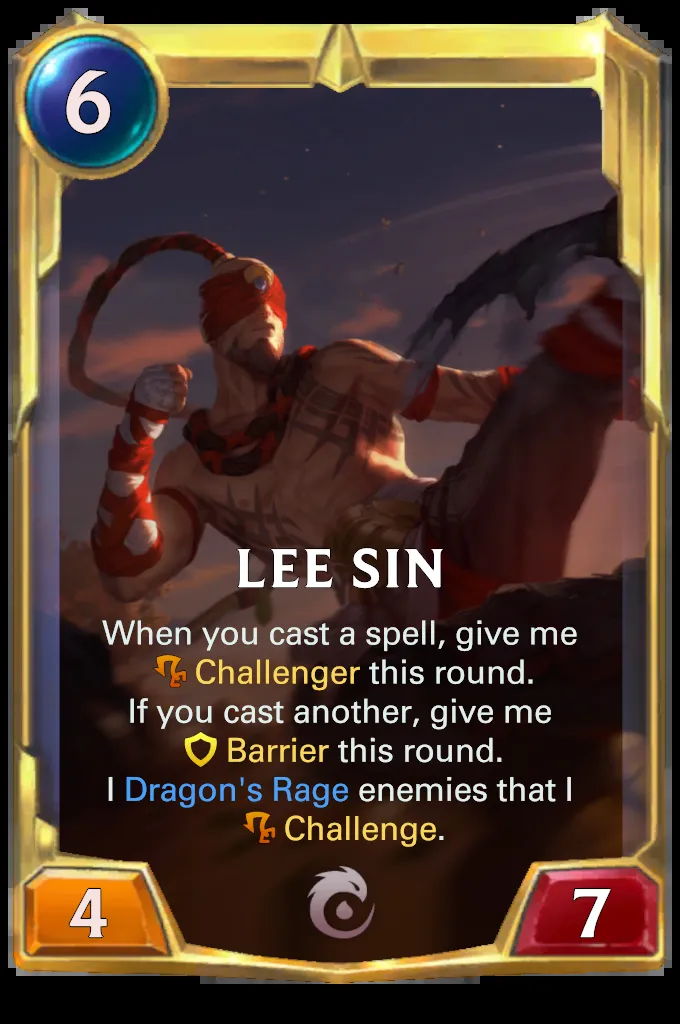 6
LEE SIN
When you cast a spell, give me
Challenger this round.
If you cast another, give me
Barrier this round.
I Dragon's Rage enemies that I
Challenge.
4
7